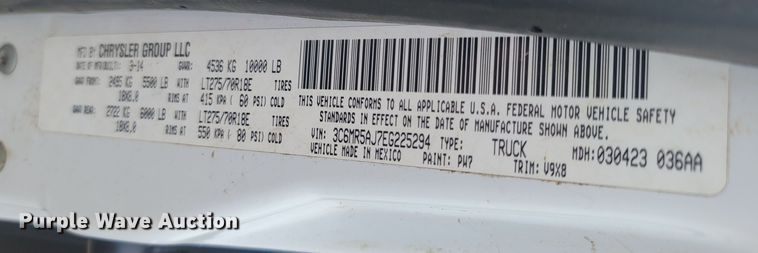 MFD BY CHRYSLER GROUP LLC
DATE OF MFR/BUILT: 3-14 GVWR: 4536 KG 10000 LB
GAWR FRONT: 2495 KG 5500 LB WITH LT275/70R18E TIRES
18X8.0 RIMS AT 415 KPA ( 60 PSI) COLD
GAWR REAR: 2722 KG 6000 LB WITH LT275/70R18E TIRES
18X8.0 RIMS AT 550 KPA ( 80 PSI) COLD
THIS VEHICLE CONFORMS TO ALL APPLICABLE U.S.A. FEDERAL MOTOR VEHICLE SAFETY
STANDARDS IN EFFECT ON THE DATE OF MANUFACTURE SHOWN ABOVE.
VIN: 3C6MR5AJ7EG225294 TYPE: TRUCK MDH: 030423 036AA
VEHICLE MADE IN MEXICO PAINT: PW7 TRIM: V9X8
Purple Wave Auction